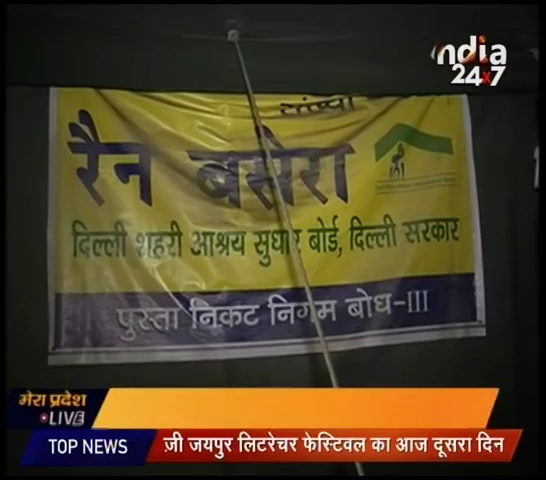 india
24x7
रैन बसेरा
दिल्ली शहरी आश्रय सुधार बोर्ड, दिल्ली सरकार
पुस्ता निकट निगम बोध-III
मेरा प्रदेश
LIVE
TOP NEWS
ज़ी जयपुर लिटरेचर फेस्टिवल का आज दूसरा दिन